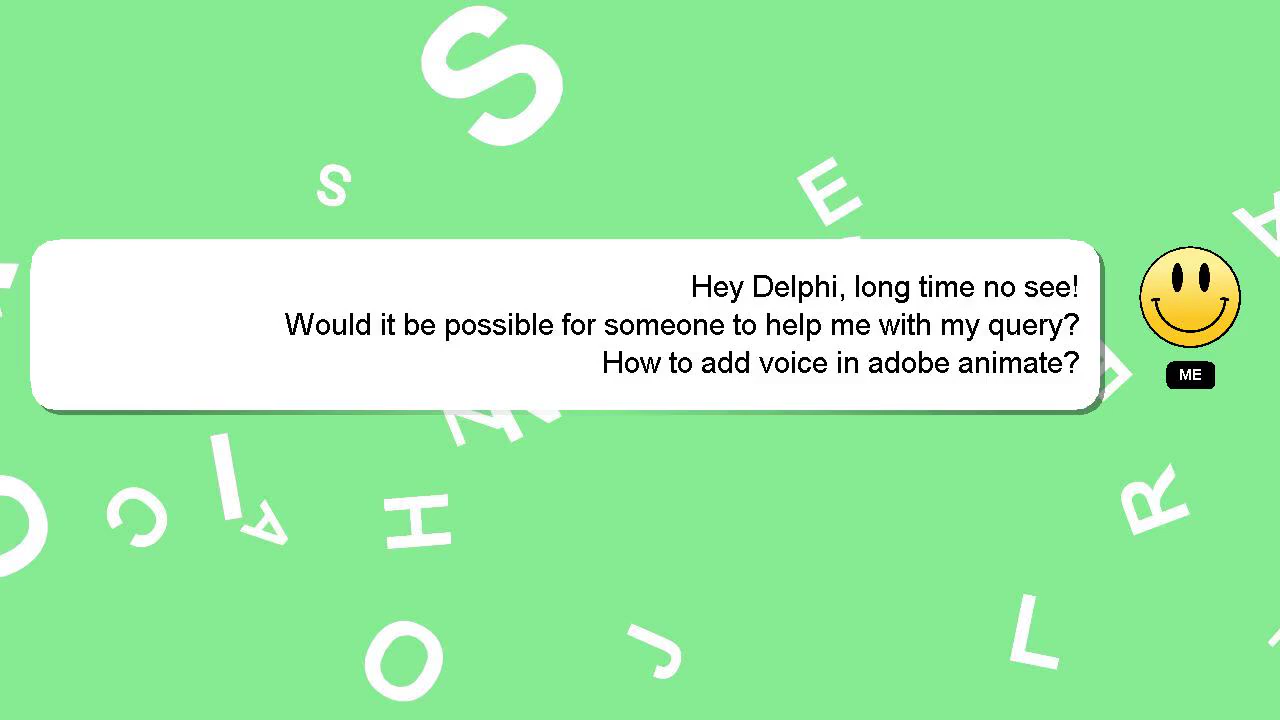 S
S
E
A
Hey Delphi, long time no see!
Would it be possible for someone to help me with my query?
How to add voice in adobe animate?
ME
E
N
N
I
C
A
H
O
R
O
J
L